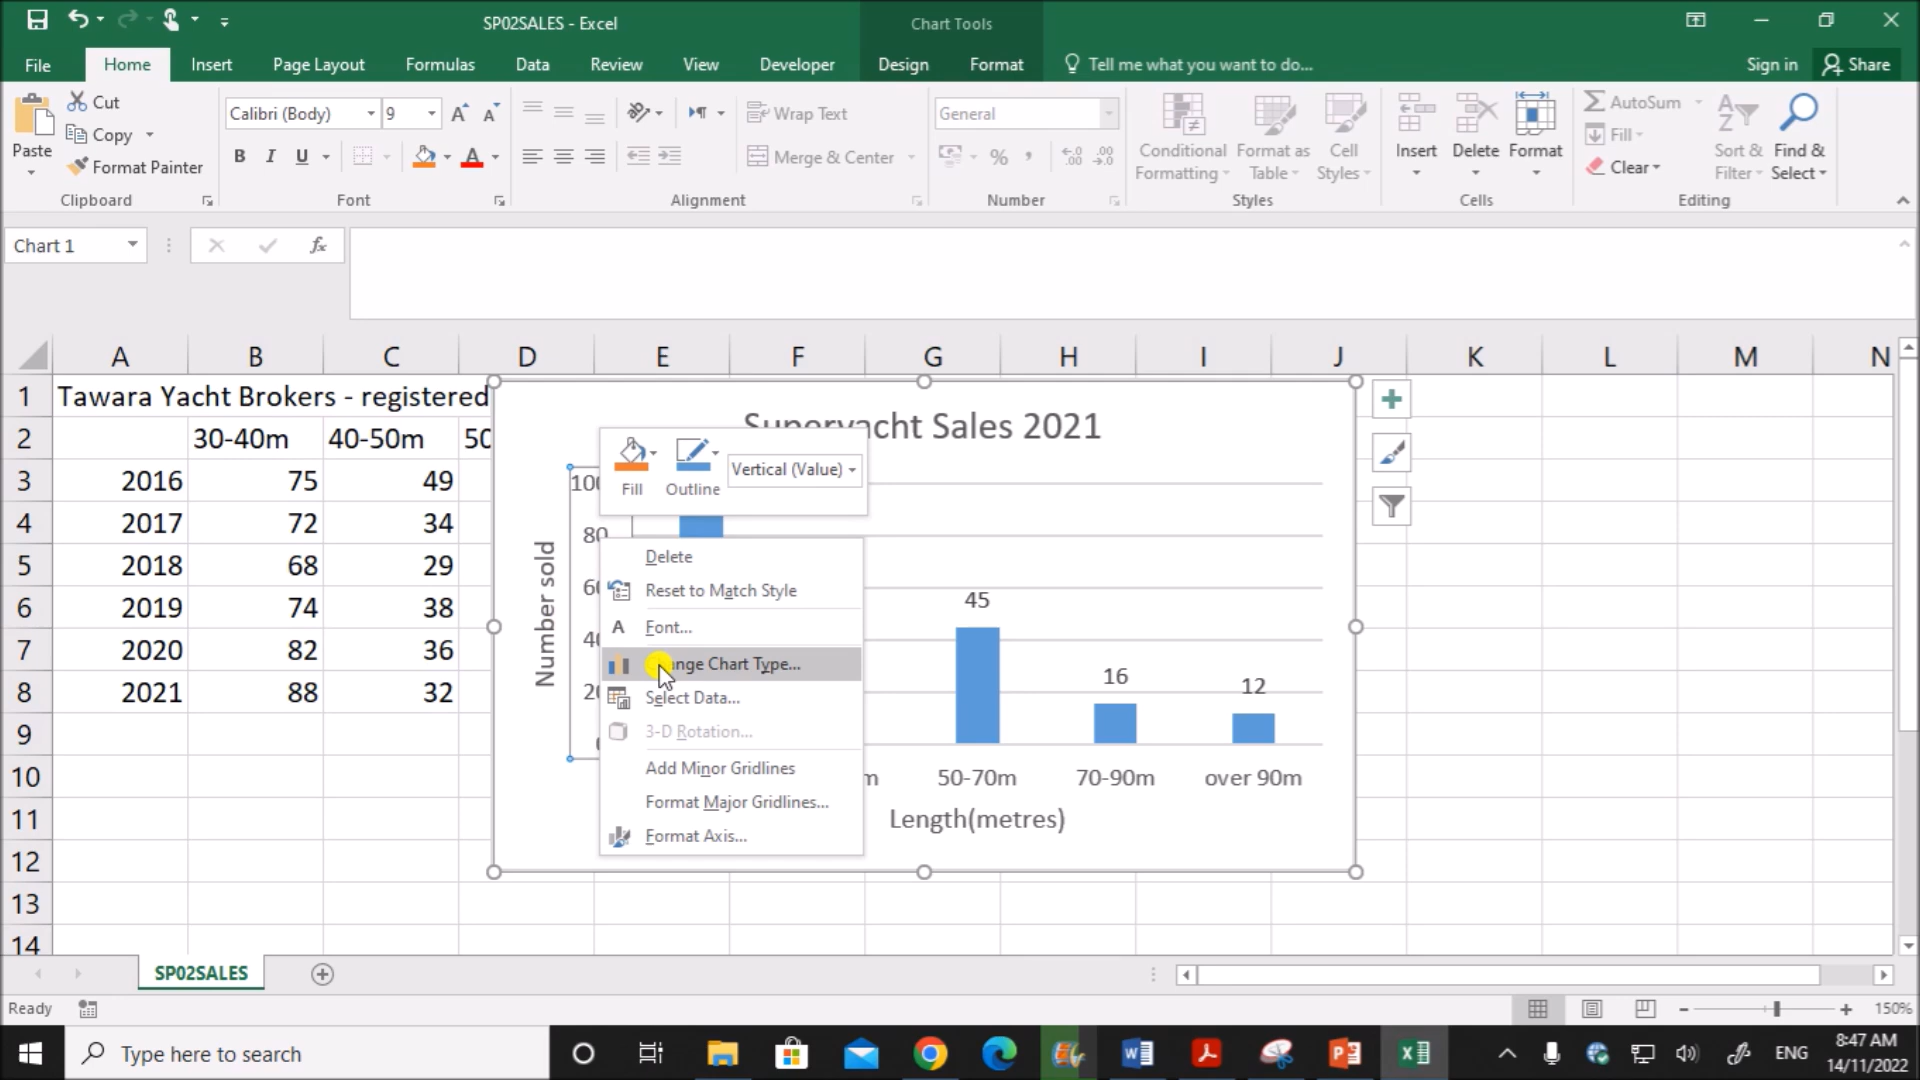 SP02SALES - Excel
Chart Tools
File Home Insert Page Layout Formulas Data Review View Developer Design Format Tell me what you want to do... Sign in Share
Paste
Cut
Copy
Format Painter
Clipboard
Calibri (Body) 9
B I U
Font
Wrap Text
Merge & Center
Alignment
General
%
Number
Conditional Formatting
Format as Table
Cell Styles
Styles
Insert Delete Format
Cells
AutoSum
Fill
Clear
Sort & Filter
Find & Select
Editing
Chart 1
fx
A B C D E F G H I J K L M N
1 Tawara Yacht Brokers - registered
2 30-40m 40-50m 50
3 2016 75 49
4 2017 72 34
5 2018 68 29
6 2019 74 38
7 2020 82 36
8 2021 88 32
9
10
11
12
13
14
Superyacht Sales 2021
Number sold
80
45
16
12
50-70m 70-90m over 90m
Length(metres)
Fill Outline Vertical (Value)
Delete
Reset to Match Style
Font...
Change Chart Type...
Select Data...
3-D Rotation...
Add Minor Gridlines
Format Major Gridlines...
Format Axis...
SP02SALES
Ready
150%
Type here to search
ENG
8:47 AM
14/11/2022